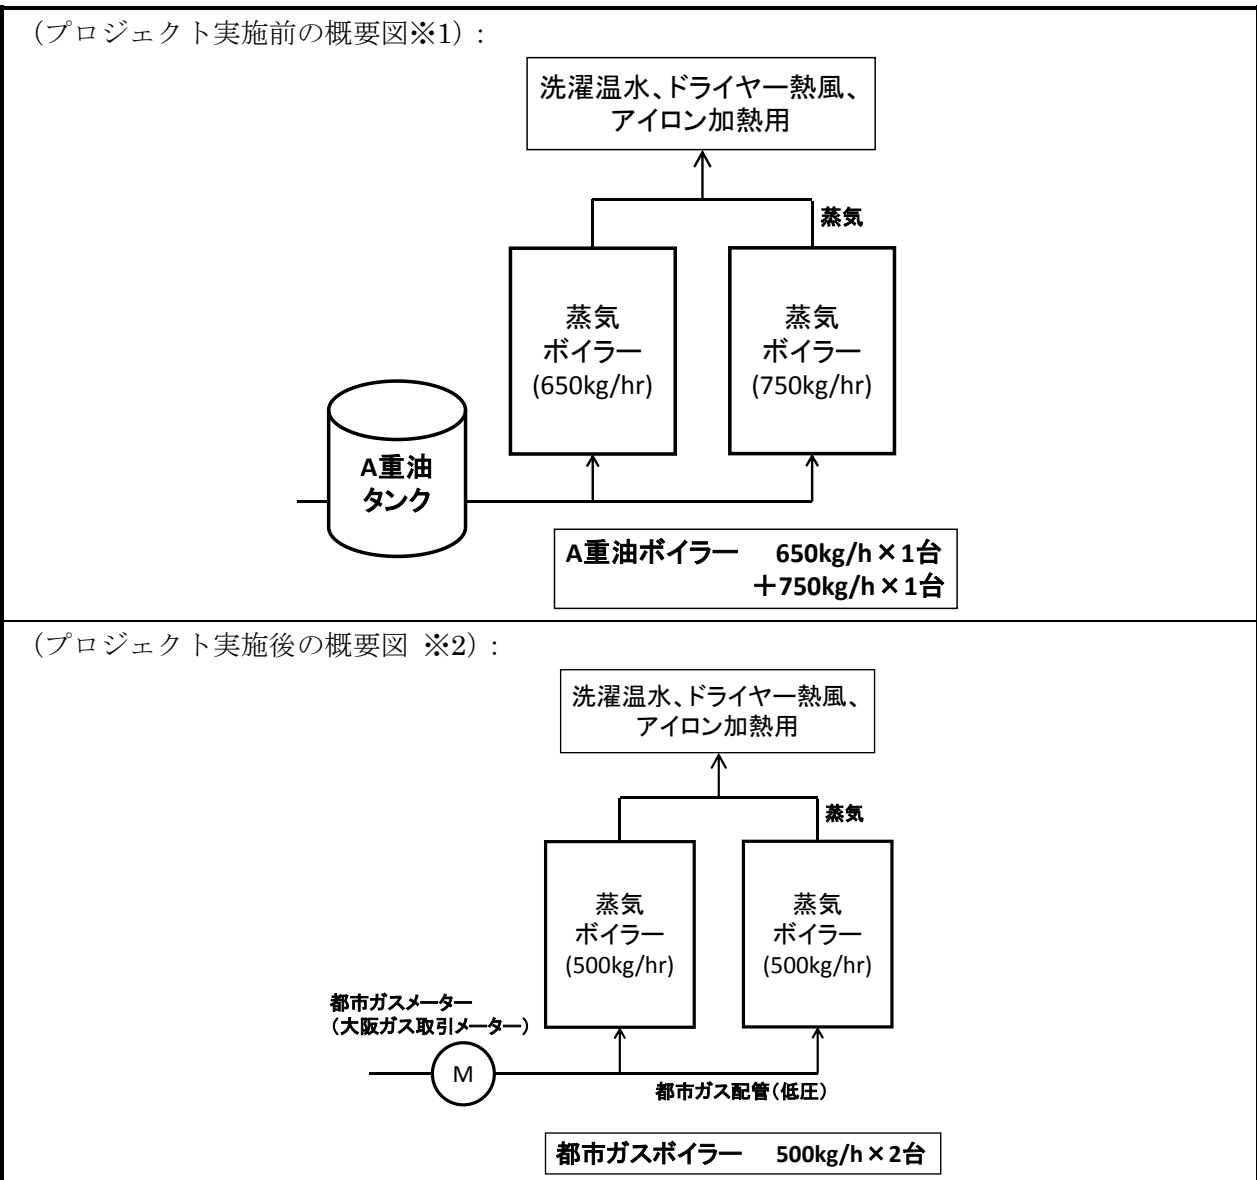 (プロジェクト実施前の概要図※1):
洗濯温水、ドライヤー熱風、
アイロン加熱用
蒸気
蒸気
ボイラー
(650kg/hr)
蒸気
ボイラー
(750kg/hr)
A重油
タンク
A重油ボイラー 650kg/h×1台
+750kg/h×1台
(プロジェクト実施後の概要図 ※2):
洗濯温水、ドライヤー熱風、
アイロン加熱用
蒸気
蒸気
ボイラー
(500kg/hr)
蒸気
ボイラー
(500kg/hr)
都市ガスメーター
(大阪ガス取引メーター)
M
都市ガス配管(低圧)
都市ガスボイラー 500kg/h×2台